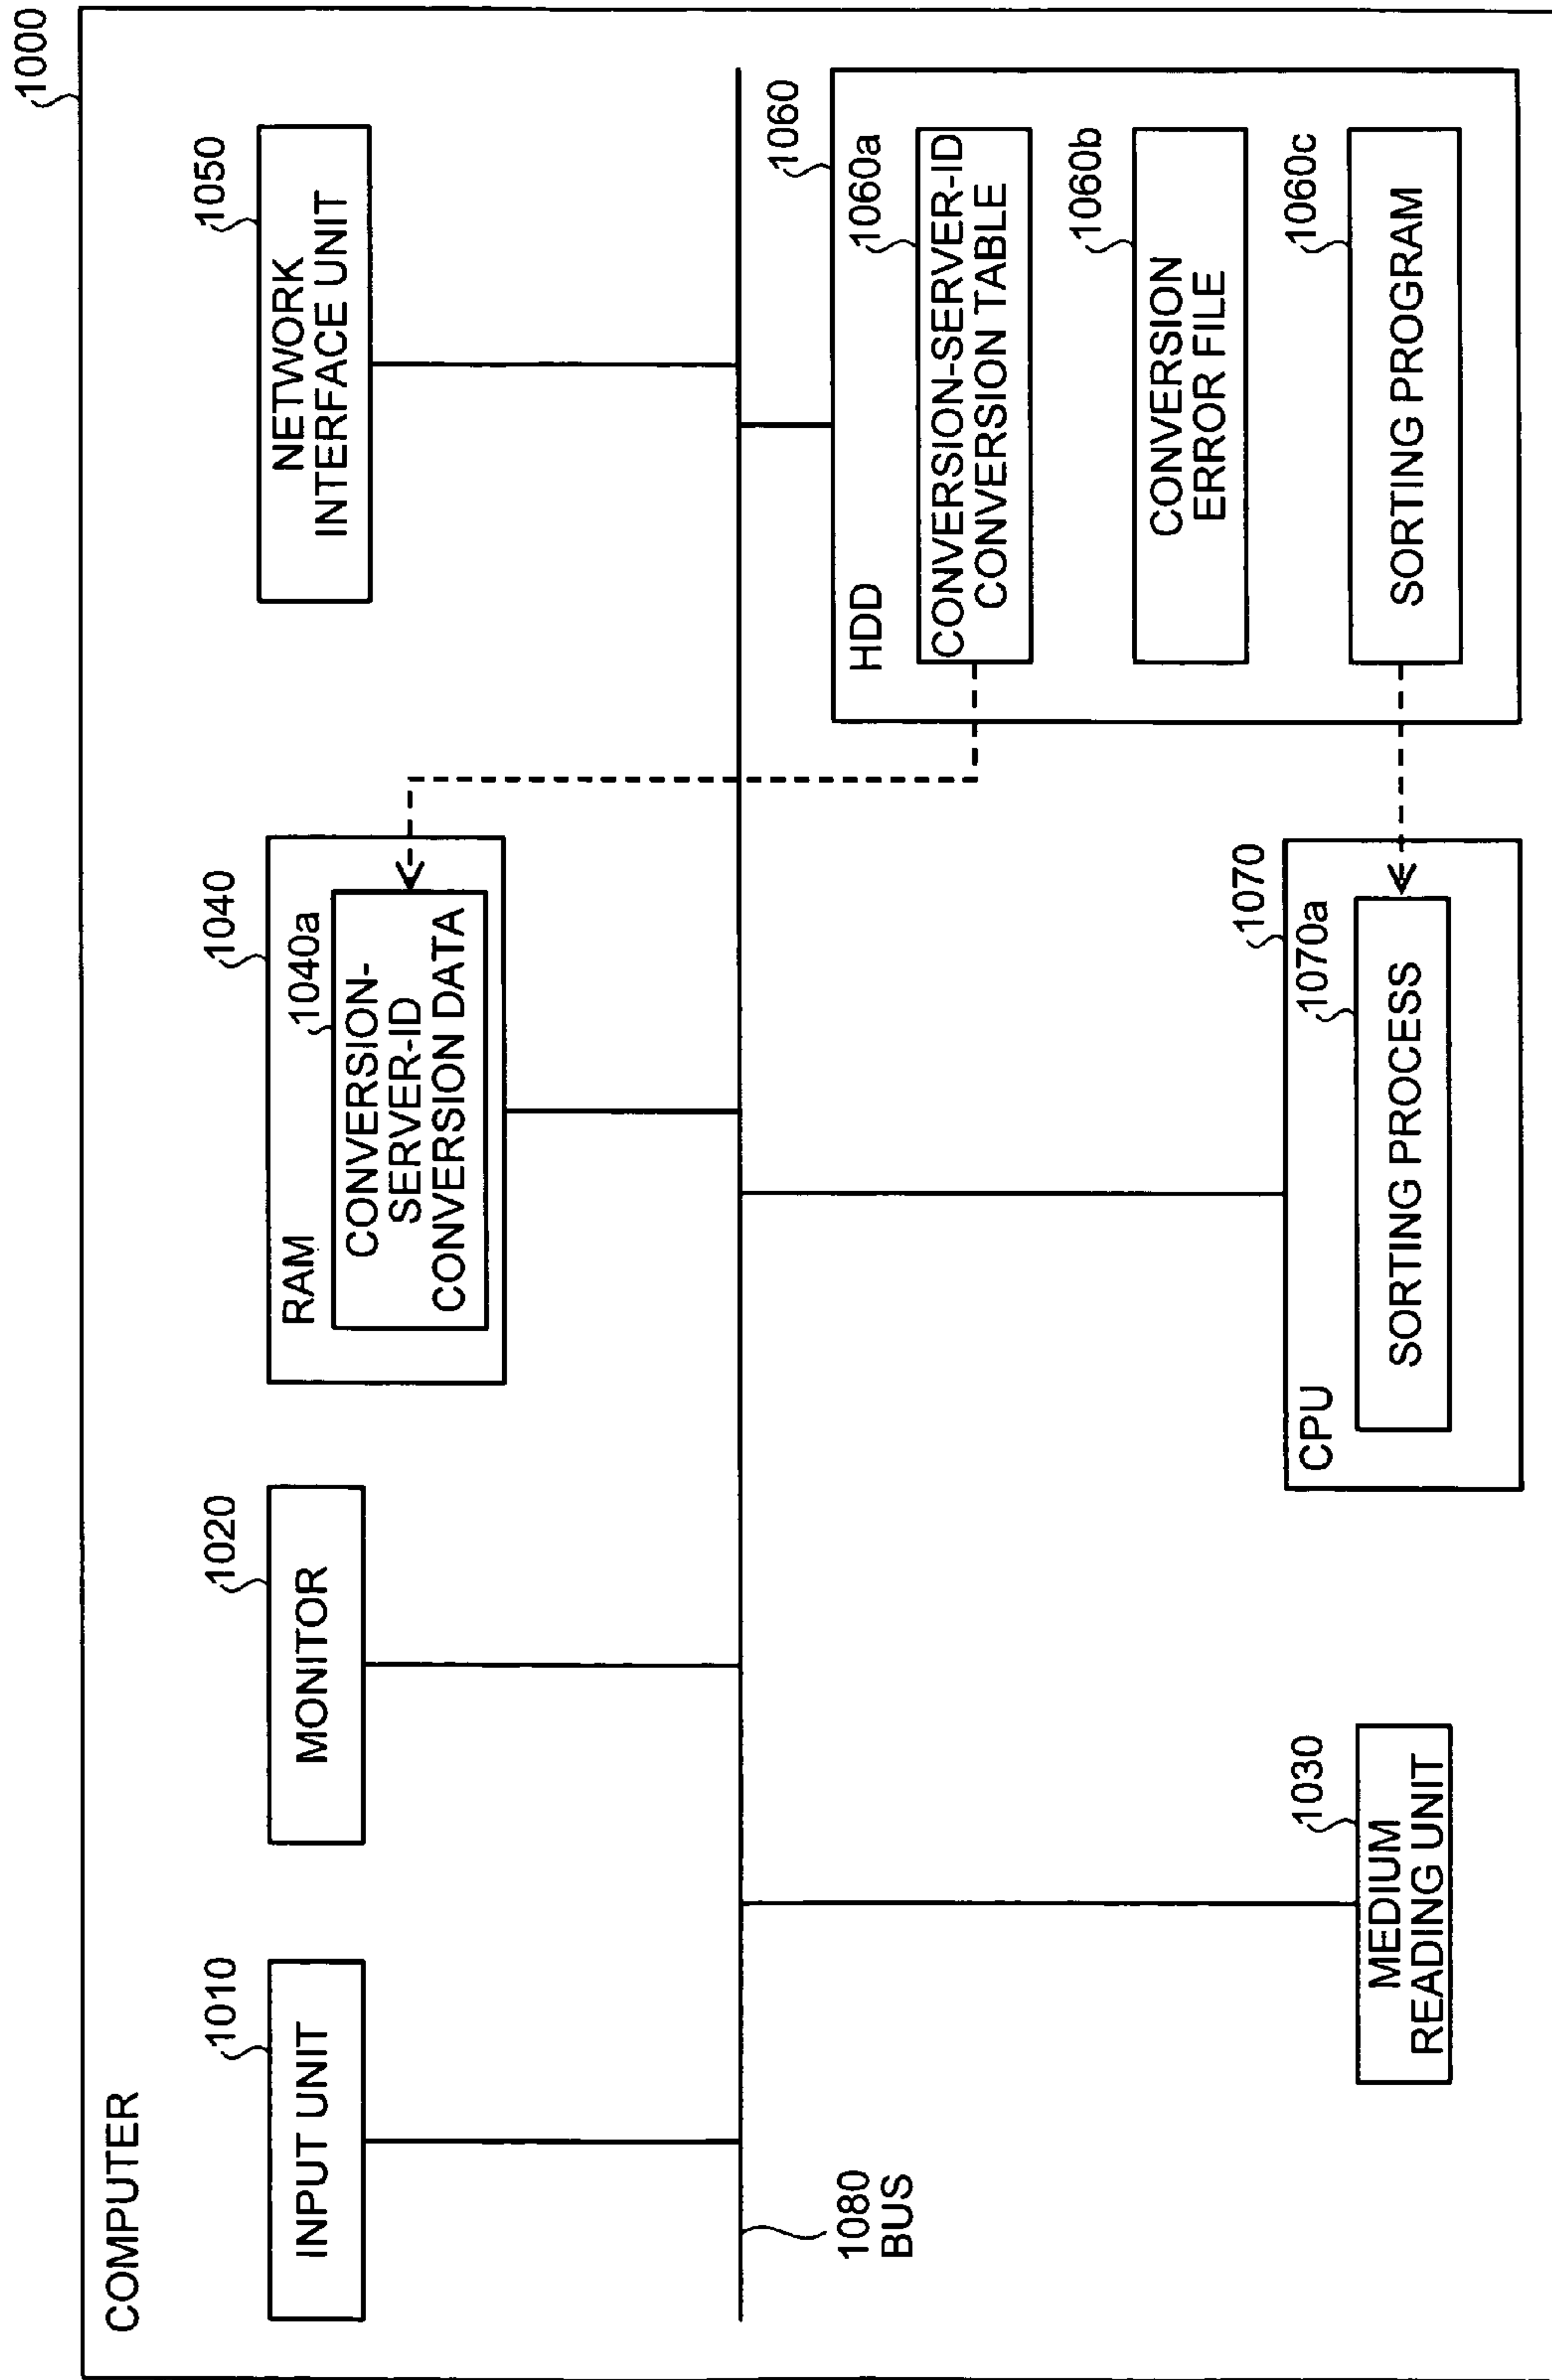 1000
COMPUTER
1010
INPUT UNIT
1020
MONITOR
1040
RAM
1040a
CONVERSION-
SERVER-ID
CONVERSION DATA
1050
NETWORK
INTERFACE UNIT
1080
BUS
1030
MEDIUM
READING UNIT
1070
CPU
1070a
SORTING PROCESS
1060
HDD
1060a
CONVERSION-SERVER-ID
CONVERSION TABLE
1060b
CONVERSION
ERROR FILE
1060c
SORTING PROGRAM